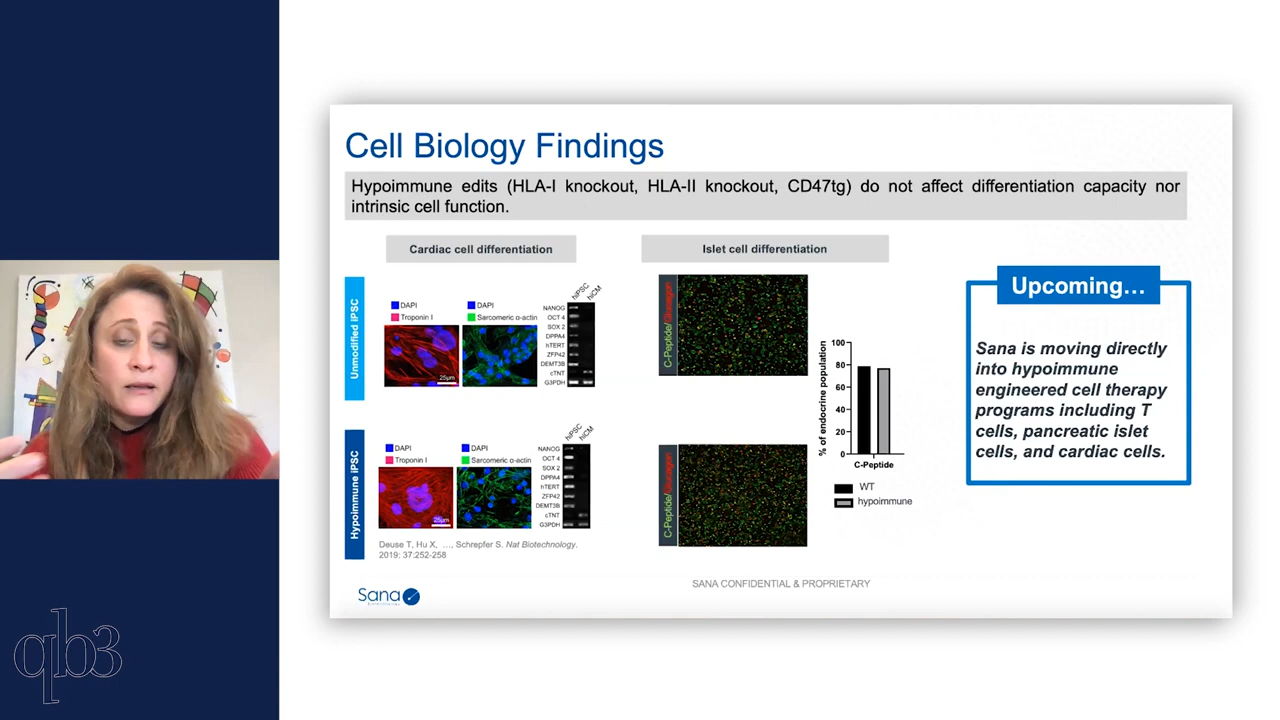 Cell Biology Findings
Hypoimmune edits (HLA-I knockout, HLA-II knockout, CD47tg) do not affect differentiation capacity nor
intrinsic cell function.
Cardiac cell differentiation
Islet cell differentiation
Unmodified iPSC
DAPI
Troponin I
25μm
DAPI
Sarcomeric α-actin
hiPSC
hiCM
NANOG
OCT 4
SOX 2
DPPA4
hTERT
ZFP42
DEMT3B
cTNT
G3PDH
C-Peptide/Glucagon
Hypoimmune iPSC
DAPI
Troponin I
25μm
DAPI
Sarcomeric α-actin
hiPSC
hiCM
NANOG
OCT 4
SOX 2
DPPA4
hTERT
ZFP42
DEMT3B
cTNT
G3PDH
C-Peptide/Glucagon
% of endocrine population
100
80
60
40
20
0
C-Peptide
WT
hypoimmune
Upcoming…
Sana is moving directly
into hypoimmune
engineered cell therapy
programs including T
cells, pancreatic islet
cells, and cardiac cells.
Deuse T, Hu X, …, Schrepfer S. Nat Biotechnology.
2019; 37:252-258
SANA CONFIDENTIAL & PROPRIETARY
Sana
biotechnology
qb3